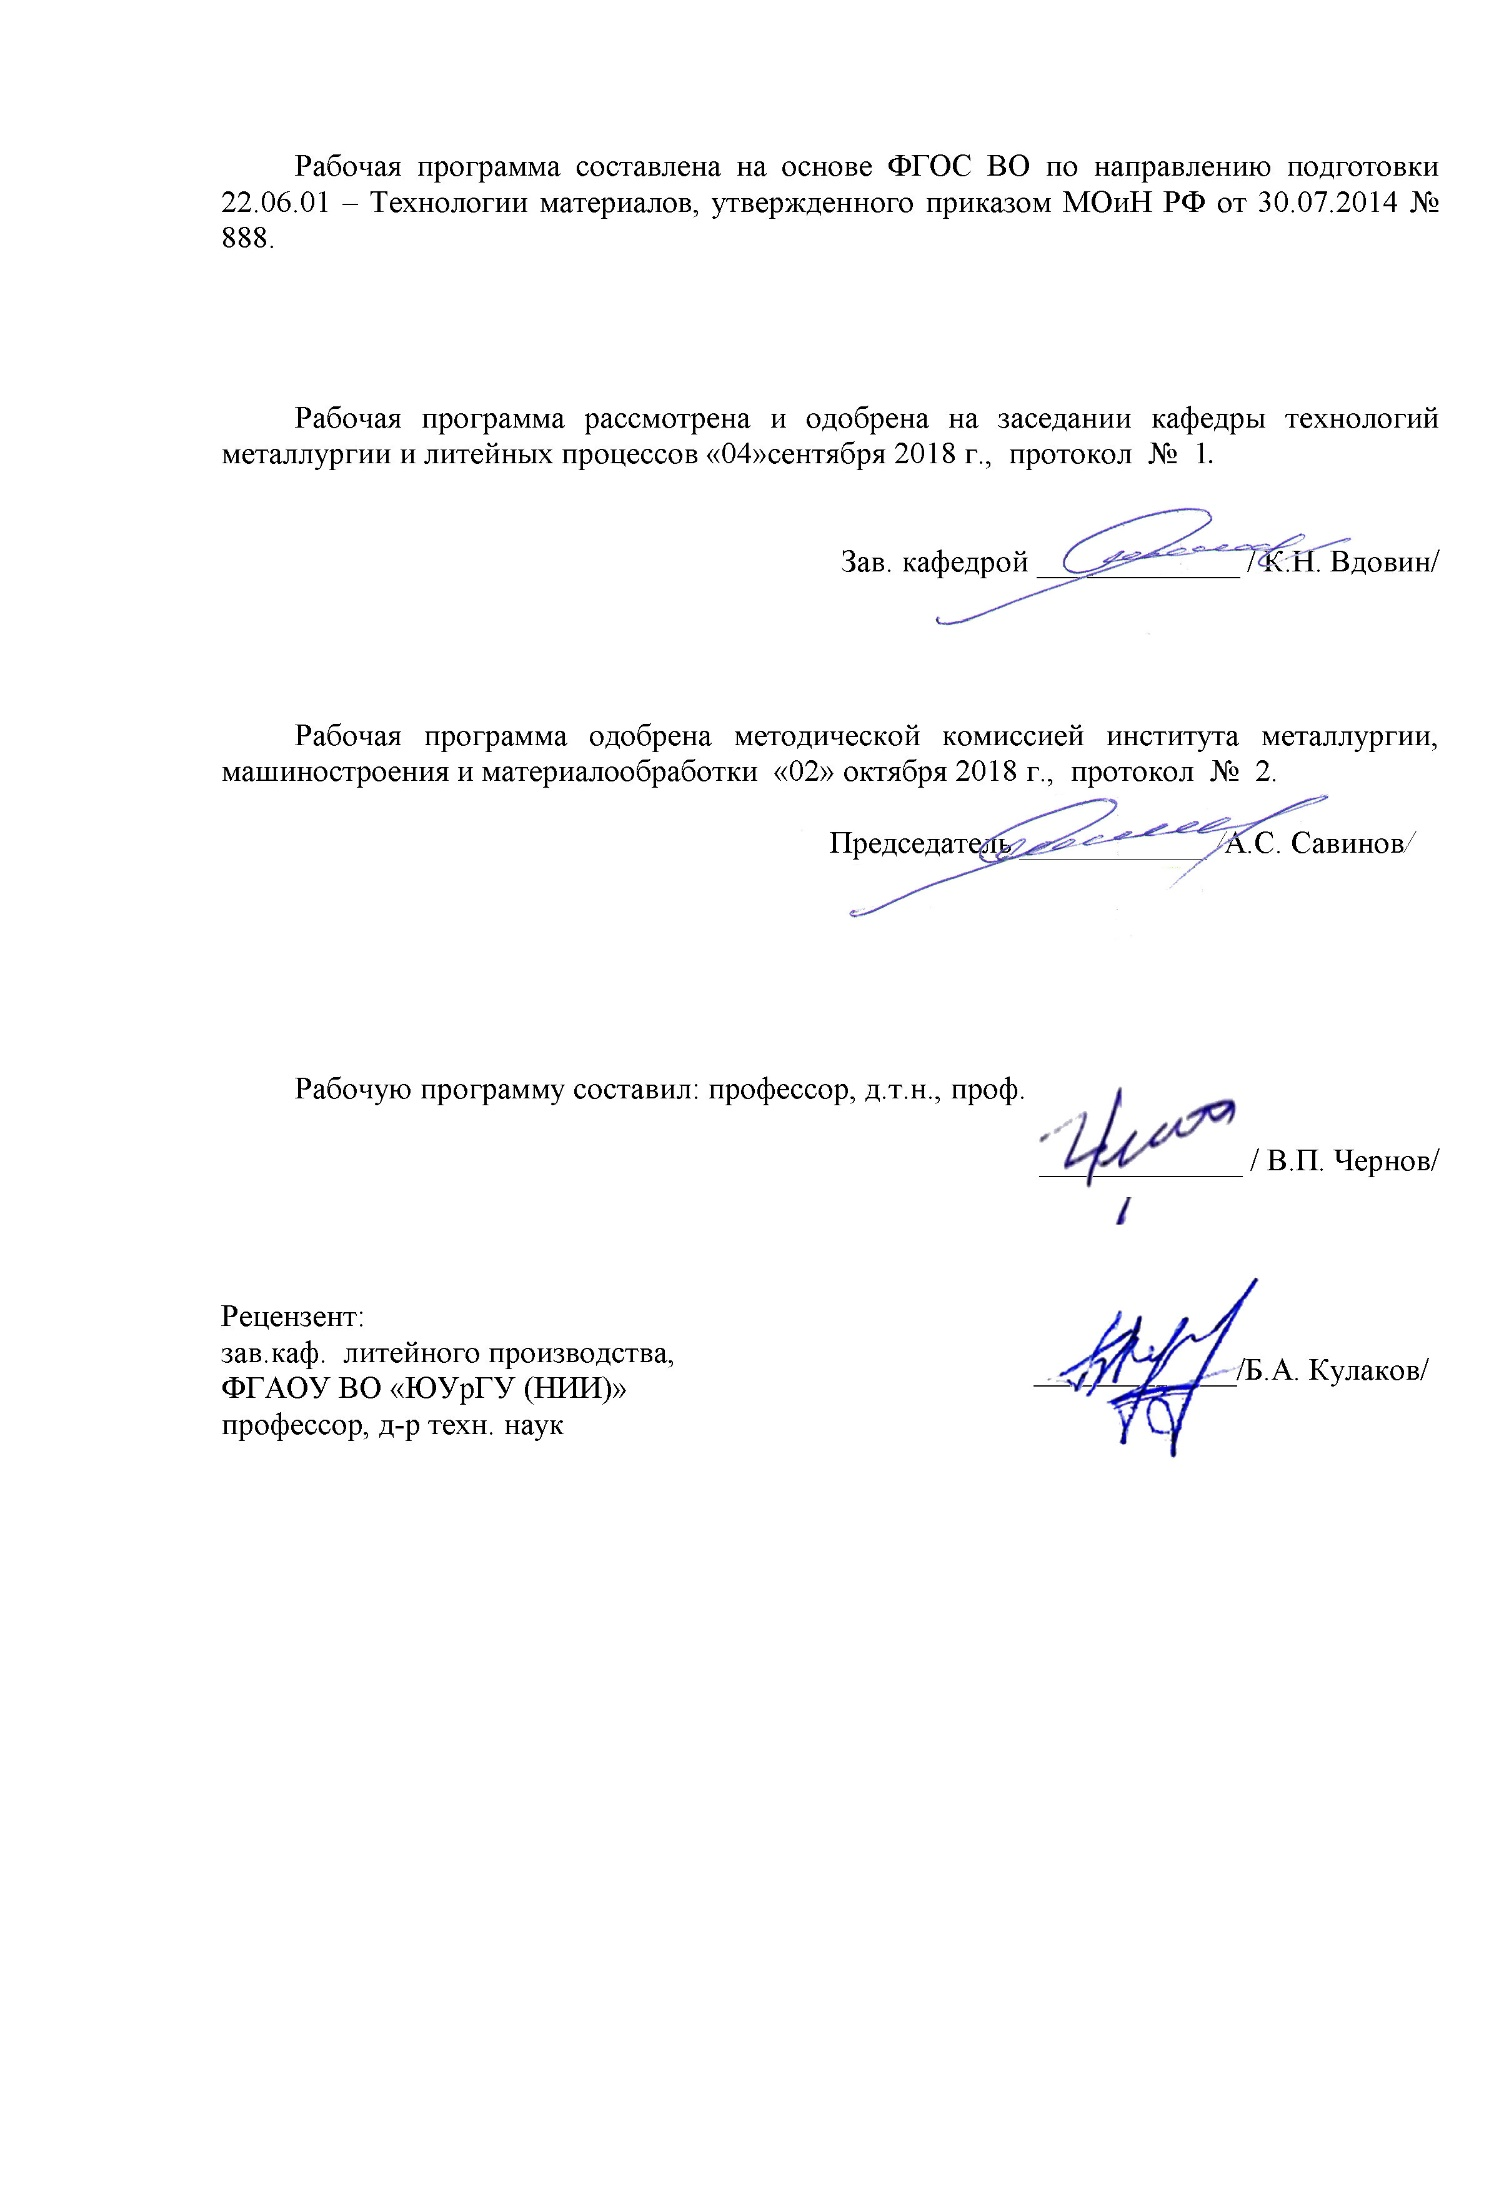 Рабочая программа составлена на основе ФГОС ВО по направлению подготовки
22.06.01 – Технологии материалов, утвержденного приказом МОиН РФ от 30.07.2014 №
888.
Рабочая программа рассмотрена и одобрена на заседании кафедры технологий
металлургии и литейных процессов «04»сентября 2018 г., протокол № 1.
Зав. кафедрой ______________ / К.Н. Вдовин/
Рабочая программа одобрена методической комиссией института металлургии,
машиностроения и материалообработки «02» октября 2018 г., протокол № 2.
Председатель _____________ /А.С. Савинов/
Рабочую программу составил: профессор, д.т.н., проф.
______________ / В.П. Чернов/
Рецензент:
зав.каф. литейного производства,
ФГАОУ ВО «ЮУрГУ (НИИ)» ______________/Б.А. Кулаков/
профессор, д-р техн. наук